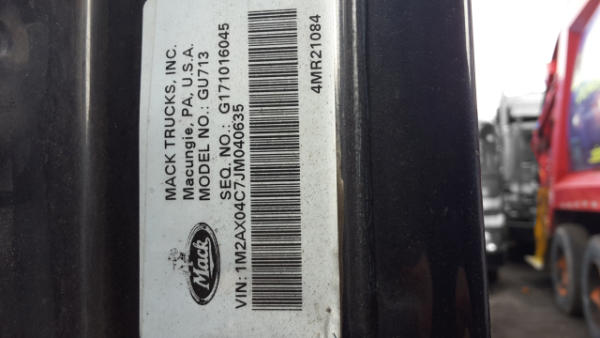 Mack
MACK TRUCKS, INC.
Macungie, PA, U.S.A.
MODEL NO.: GU713
SEQ. NO.: G171016045
VIN: 1M2AX04C7JM040635
4MR21084